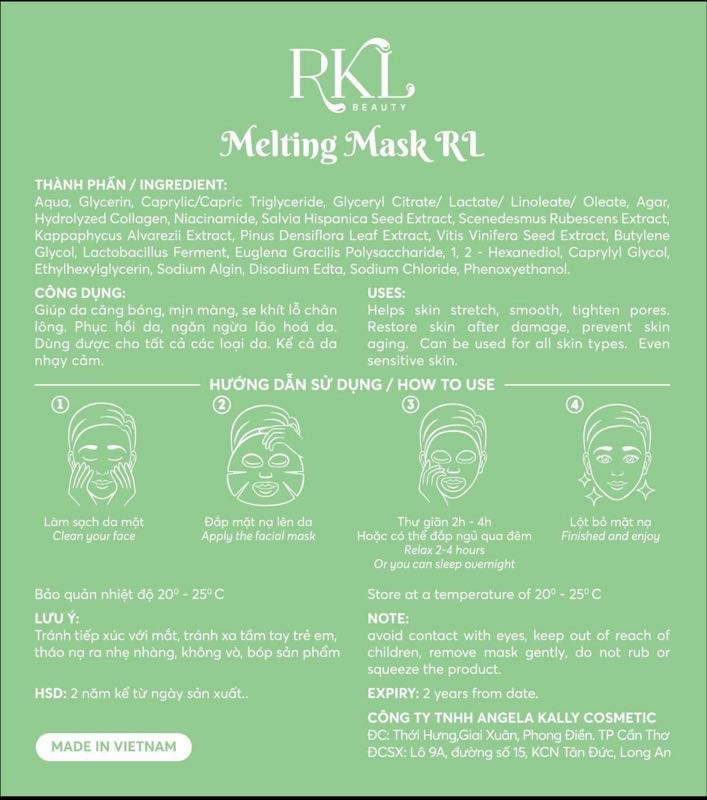 RKL
BEAUTY
Melting Mask RL
THÀNH PHẦN / INGREDIENT:
Aqua, Glycerin, Caprylic/Capric Triglyceride, Glyceryl Citrate/ Lactate/ Linoleate/ Oleate, Agar,
Hydrolyzed Collagen, Niacinamide, Salvia Hispanica Seed Extract, Scenedesmus Rubescens Extract,
Kappaphycus Alvarezii Extract, Pinus Densiflora Leaf Extract, Vitis Vinifera Seed Extract, Butylene
Glycol, Lactobacillus Ferment, Euglena Gracilis Polysaccharide, 1, 2 - Hexanediol, Caprylyl Glycol,
Ethylhexylglycerin, Sodium Algin, Disodium Edta, Sodium Chloride, Phenoxyethanol.
CÔNG DỤNG:
Giúp da căng bóng, mịn màng, se khít lỗ chân
lông. Phục hồi da, ngăn ngừa lão hoá da.
Dùng được cho tất cả các loại da. Kể cả da
nhạy cảm.
USES:
Helps skin stretch, smooth, tighten pores.
Restore skin after damage, prevent skin
aging. Can be used for all skin types. Even
sensitive skin.
HƯỚNG DẪN SỬ DỤNG / HOW TO USE
1
Làm sạch da mặt
Clean your face
2
Đắp mặt nạ lên da
Apply the facial mask
3
Thư giãn 2h - 4h
Hoặc có thể đắp ngủ qua đêm
Relax 2-4 hours
Or you can sleep overnight
4
Lột bỏ mặt nạ
Finished and enjoy
Bảo quản nhiệt độ 20⁰ - 25⁰ C
LƯU Ý:
Tránh tiếp xúc với mắt, tránh xa tầm tay trẻ em,
tháo nạ ra nhẹ nhàng, không vò, bóp sản phẩm
HSD: 2 năm kể từ ngày sản xuất..
MADE IN VIETNAM
Store at a temperature of 20⁰ - 25⁰ C
NOTE:
avoid contact with eyes, keep out of reach of
children, remove mask gently, do not rub or
squeeze the product.
EXPIRY: 2 years from date.
CÔNG TY TNHH ANGELA KALLY COSMETIC
ĐC: Thới Hưng,Giai Xuân, Phong Điền. TP Cần Thơ
ĐCSX: Lô 9A, đường số 15, KCN Tân Đức, Long An